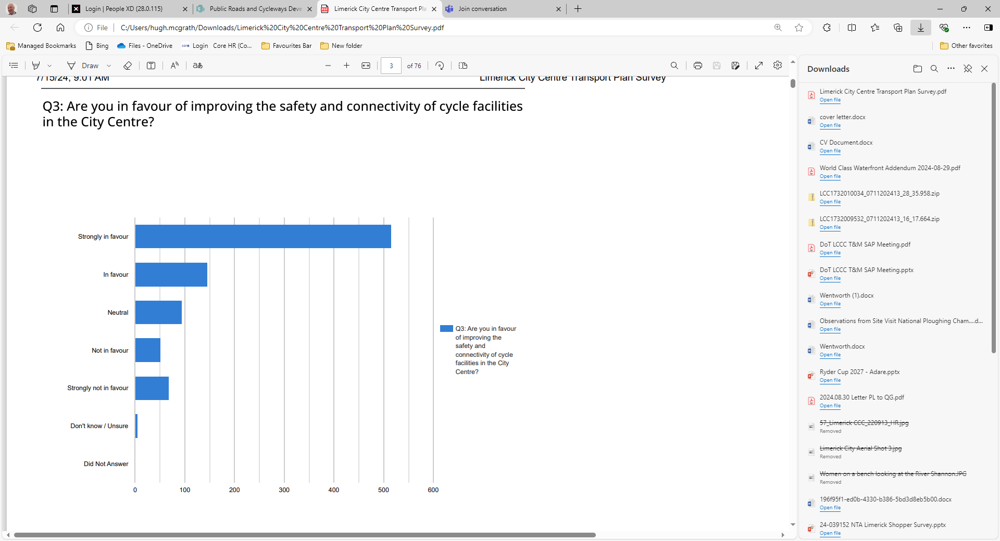 Login | People XD (28.0.115)
Public Roads and Cycleways Deve
Limerick City Centre Transport Pla
Join conversation
File
C:/Users/hugh.mcgrath/Downloads/Limerick%20City%20Centre%20Transport%20Plan%20Survey.pdf
Managed Bookmarks
Bing
Files - OneDrive
core Login
Core HR (Co...
Favourites Bar
New folder
Other favorites
Draw
3 of 76
7/15/24, 9:01 AM
Limerick City Centre Transport Plan Survey
Q3: Are you in favour of improving the safety and connectivity of cycle facilities
in the City Centre?
Strongly in favour
In favour
Neutral
Not in favour
Strongly not in favour
Don't know / Unsure
Did Not Answer
0 100 200 300 400 500 600
Q3: Are you in favour
of improving the
safety and
connectivity of cycle
facilities in the City
Centre?
Downloads
Limerick City Centre Transport Plan Survey.pdf
Open file
cover letter.docx
Open file
CV Document.docx
Open file
World Class Waterfront Addendum 2024-08-29.pdf
Open file
LCC1732010034_0711202413_28_35.958.zip
Open file
LCC1732009532_0711202413_16_17.664.zip
Open file
DoT LCCC T&M SAP Meeting.pdf
Open file
DoT LCCC T&M SAP Meeting.pptx
Open file
Wentworth (1).docx
Open file
Observations from Site Visit National Ploughing Cham....d...
Open file
Wentworth.docx
Open file
Ryder Cup 2027 - Adare.pptx
Open file
2024.08.30 Letter PL to QG.pdf
Open file
57_Limerick CCC_220913_HR.jpg
Removed
Limerick City Aerial Shot 3.jpg
Removed
Women on a bench looking at the River Shannon.JPG
Removed
196f95f1-ed0b-4330-b386-5bd3d8eb5b00.docx
Open file
24-039152 NTA Limerick Shopper Survey.pptx
Open file